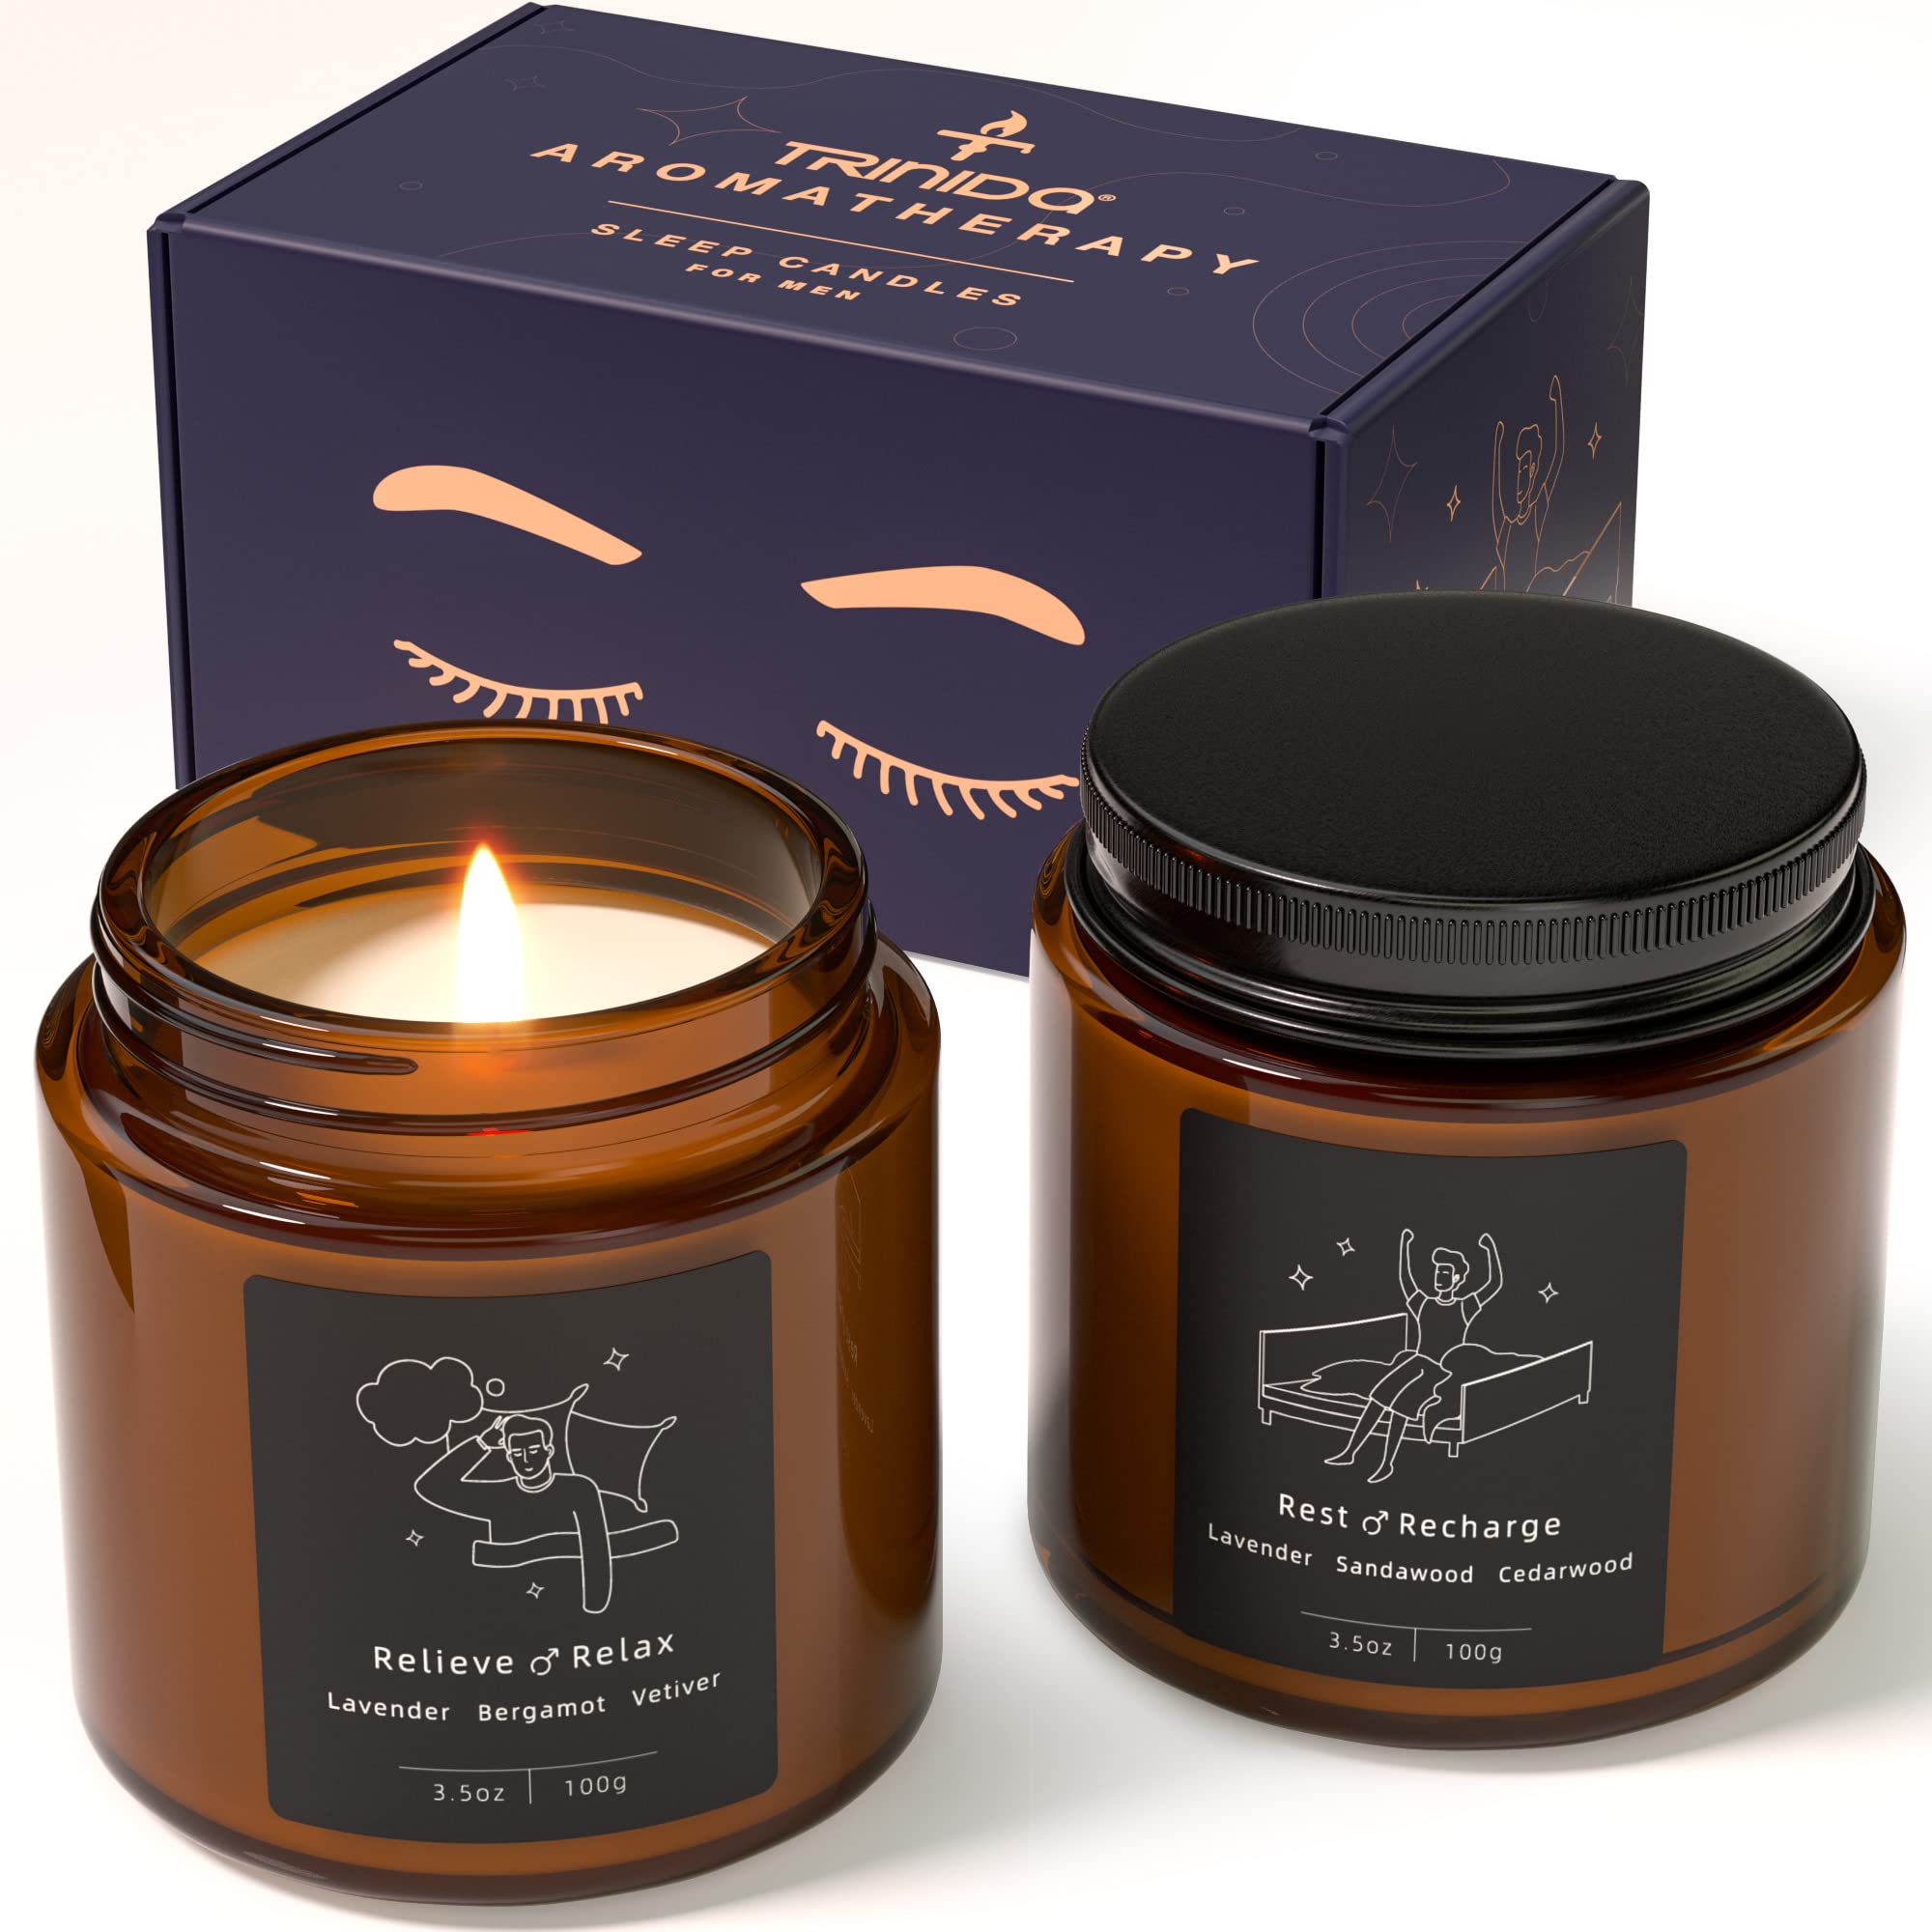 TRINIDa®
AROMATHERAPY
SLEEP CANDLES
FOR MEN
Relieve ♂ Relax
Lavender Bergamot Vetiver
3.5oz | 100g
Rest ♂ Recharge
Lavender Sandawood Cedarwood
3.5oz | 100g